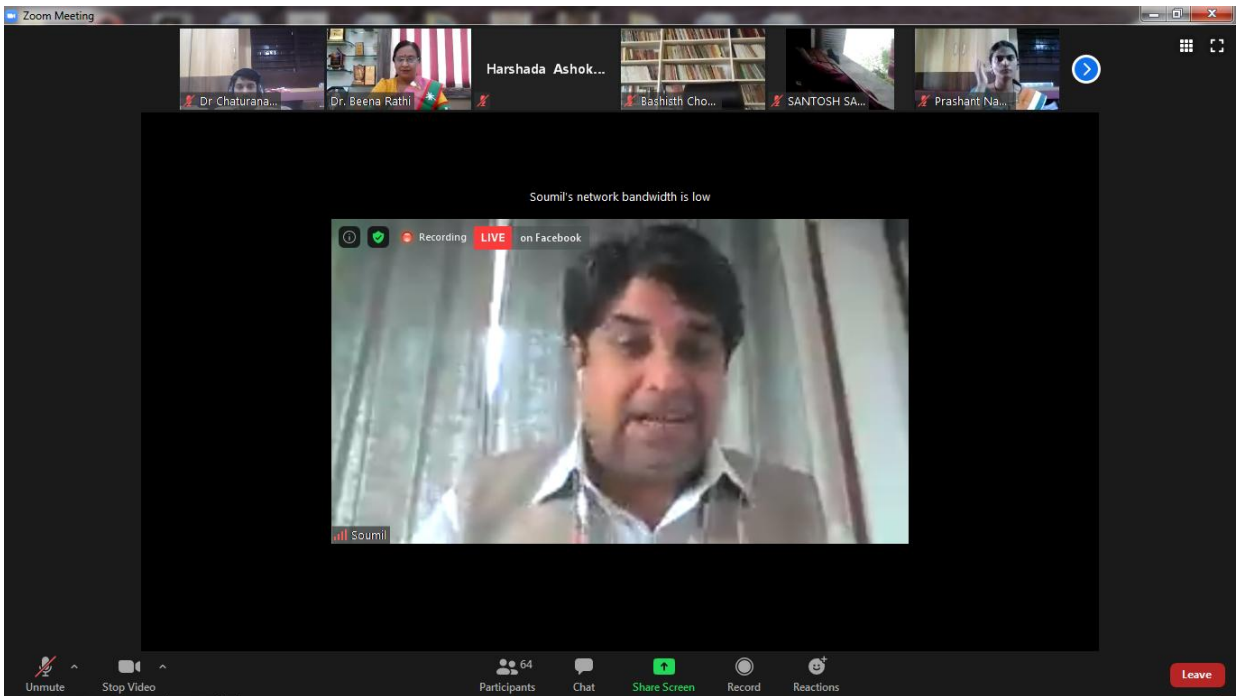 Zoom Meeting
Dr Chaturana...
Dr. Beena Rathi
Harshada Ashok...
Bashisth Cho...
SANTOSH SA...
Prashant Na...
Soumil's network bandwidth is low
Recording LIVE on Facebook
Soumil
Unmute
Stop Video
64
Participants
Chat
Share Screen
Record
Reactions
Leave